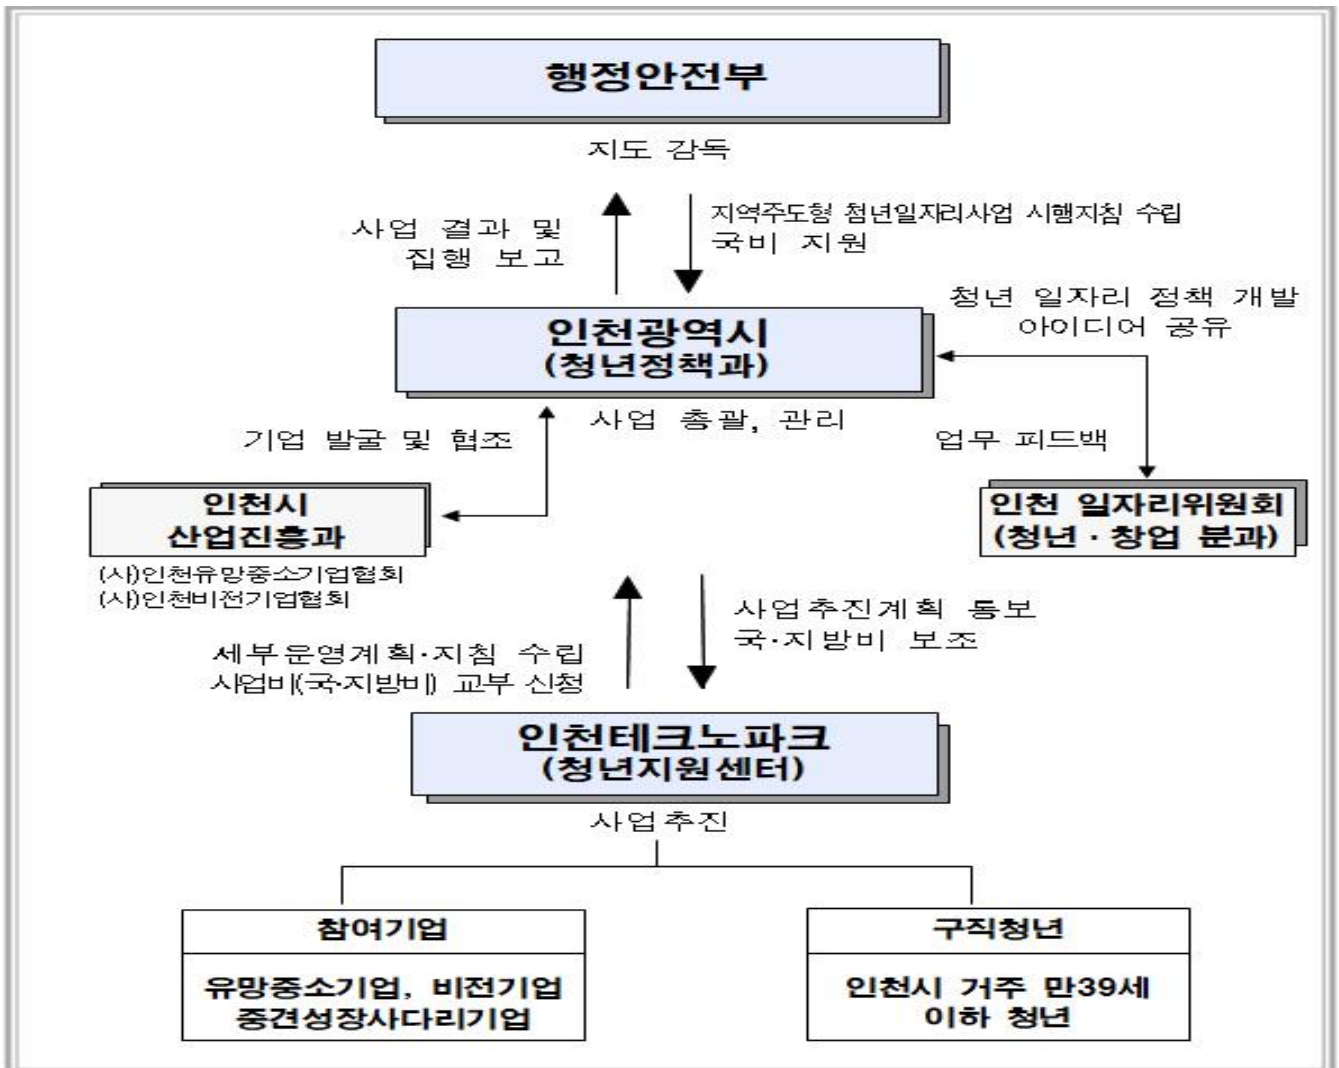 행정안전부
지도 감독
사업 결과 및
집행 보고
지역주도형 청년일자리사업 시행지침 수립
국비 지원
인천광역시
(청년정책과)
청년 일자리 정책 개발
아이디어 공유
사업 총괄, 관리
기업 발굴 및 협조
업무 피드백
인천시
산업진흥과
(사)인천유망중소기업협회
(사)인천비전기업협회
인천 일자리위원회
(청년·창업 분과)
세부운영계획·지침 수립
사업비(국·지방비) 교부 신청
사업추진계획 통보
국·지방비 보조
인천테크노파크
(청년지원센터)
사업추진
참여기업
유망중소기업, 비전기업
중견성장사다리기업
구직청년
인천시 거주 만39세
이하 청년